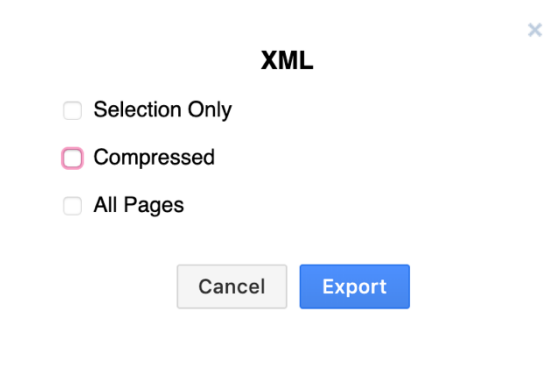 XML
Selection Only
Compressed
All Pages
Cancel Export